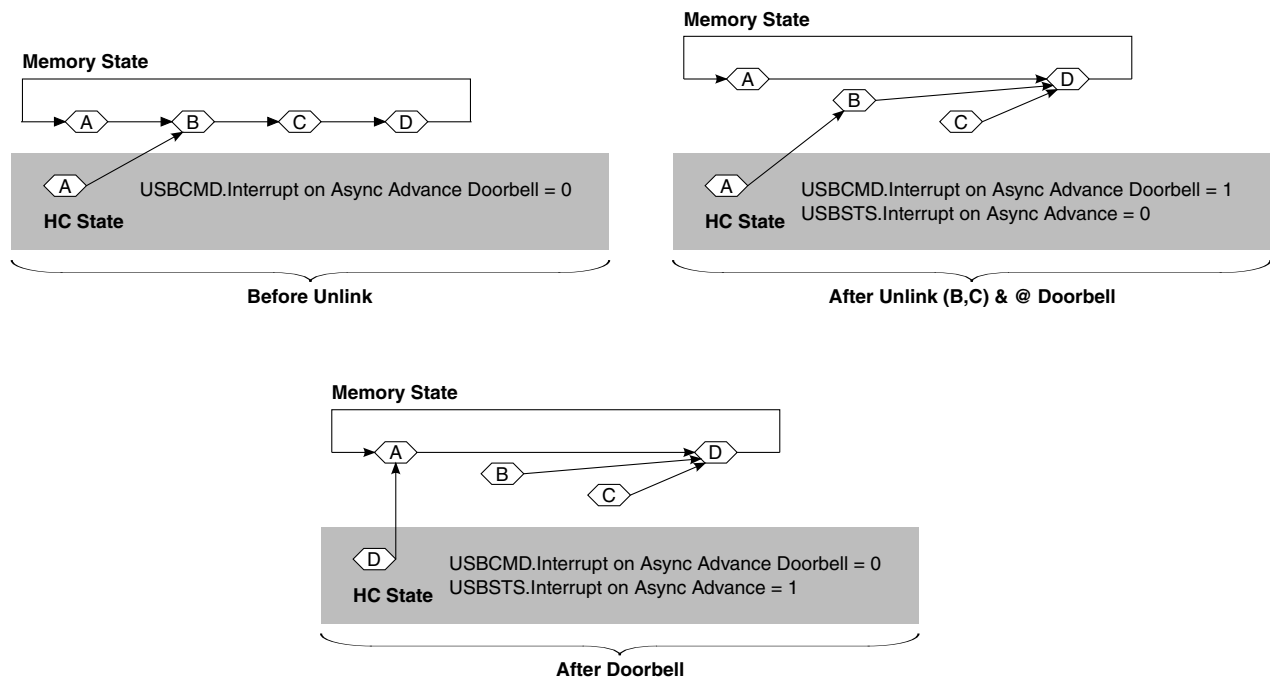 Memory State
A
B
C
D
A
USBCMD.Interrupt on Async Advance Doorbell = 0
HC State
Before Unlink
Memory State
A
D
B
C
A
USBCMD.Interrupt on Async Advance Doorbell = 1
HC State
USBSTS.Interrupt on Async Advance = 0
After Unlink (B,C) & @ Doorbell
Memory State
A
D
B
C
D
USBCMD.Interrupt on Async Advance Doorbell = 0
HC State
USBSTS.Interrupt on Async Advance = 1
After Doorbell